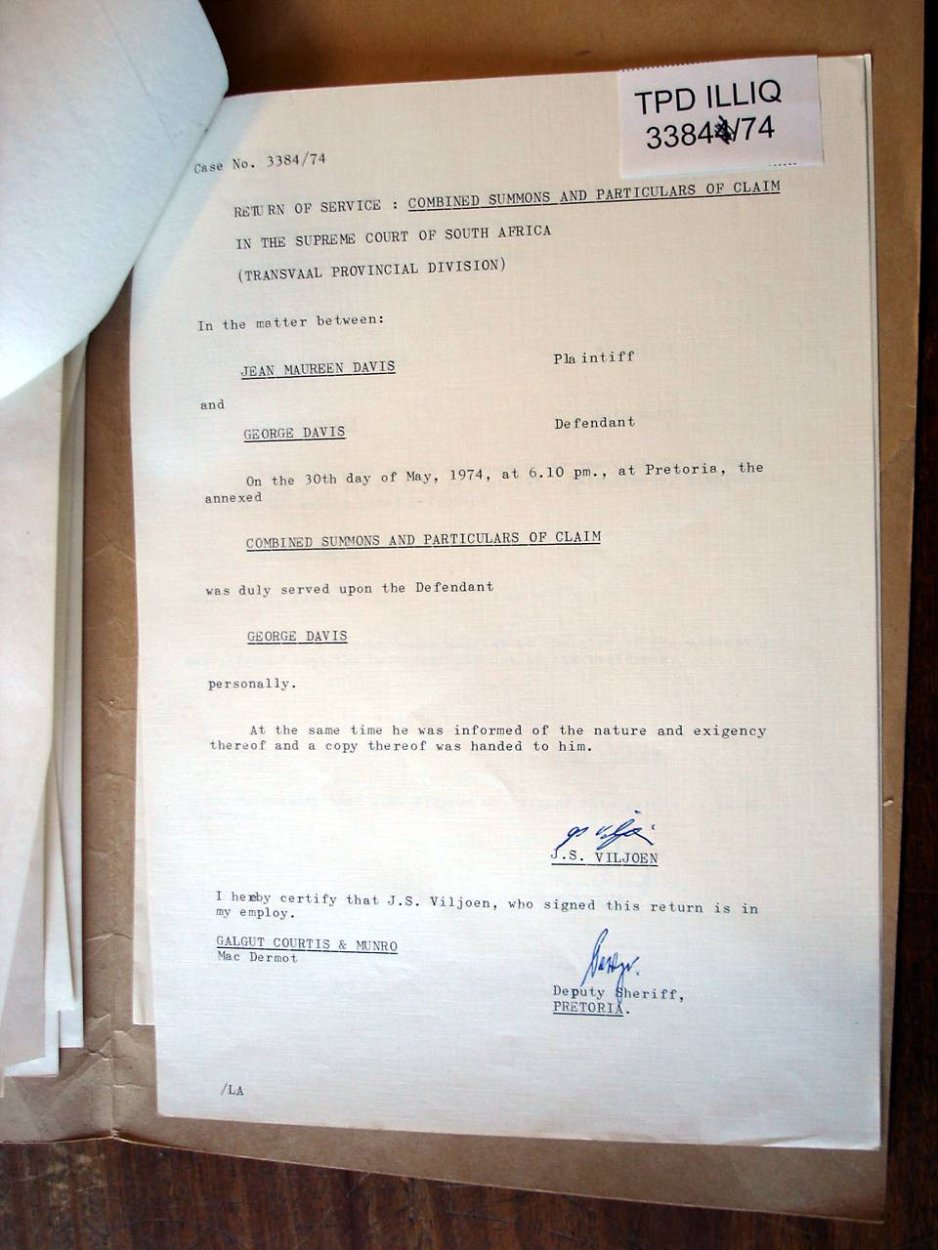 TPD ILLIQ
3384/74
Case No. 3384/74
RETURN OF SERVICE : COMBINED SUMMONS AND PARTICULARS OF CLAIM
IN THE SUPREME COURT OF SOUTH AFRICA
(TRANSVAAL PROVINCIAL DIVISION)
In the matter between:
JEAN MAUREEN DAVIS Plaintiff
and
GEORGE DAVIS Defendant
On the 30th day of May, 1974, at 6.10 pm., at Pretoria, the
annexed
COMBINED SUMMONS AND PARTICULARS OF CLAIM
was duly served upon the Defendant
GEORGE DAVIS
personally.
At the same time he was informed of the nature and exigency
thereof and a copy thereof was handed to him.
J.S. VILJOEN
I hereby certify that J.S. Viljoen, who signed this return is in
my employ.
GALGUT COURTIS & MUNRO
Mac Dermot
Deputy Sheriff,
PRETORIA.
/LA